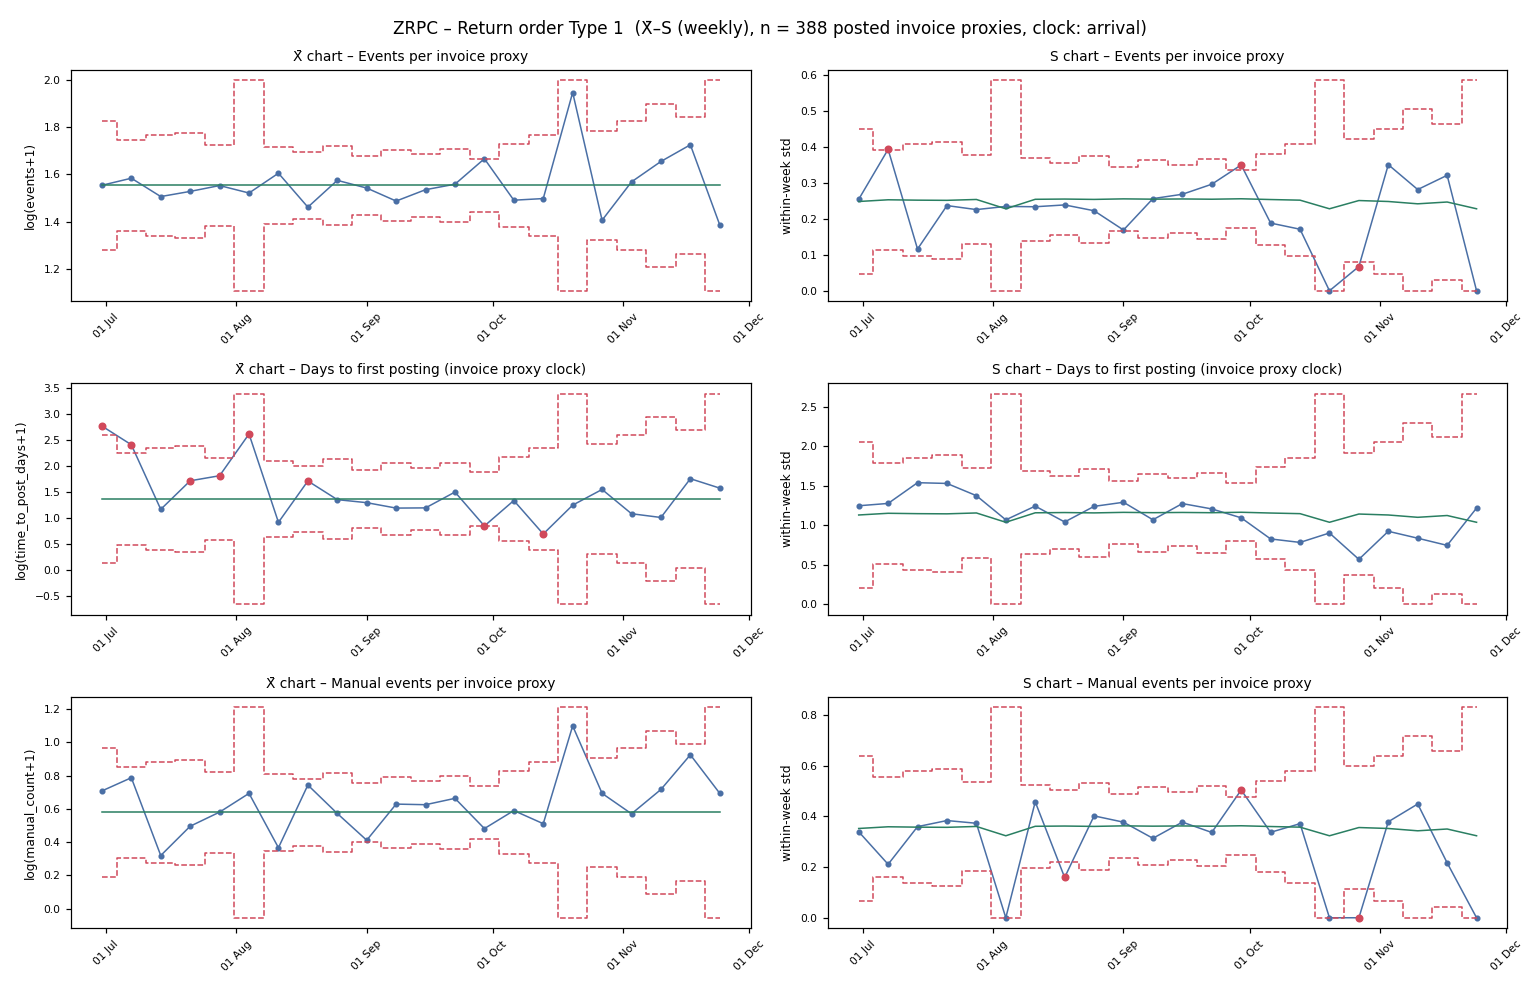 ZRPC – Return order Type 1  (X̄–S (weekly), n = 388 posted invoice proxies, clock: arrival)
X̄ chart – Events per invoice proxy
log(events+1)
2.0
1.8
1.6
1.4
1.2
01 Jul
01 Aug
01 Sep
01 Oct
01 Nov
01 Dec
S chart – Events per invoice proxy
within-week std
0.6
0.5
0.4
0.3
0.2
0.1
0.0
01 Jul
01 Aug
01 Sep
01 Oct
01 Nov
01 Dec
X̄ chart – Days to first posting (invoice proxy clock)
log(time_to_post_days+1)
3.5
3.0
2.5
2.0
1.5
1.0
0.5
0.0
−0.5
01 Jul
01 Aug
01 Sep
01 Oct
01 Nov
01 Dec
S chart – Days to first posting (invoice proxy clock)
within-week std
2.5
2.0
1.5
1.0
0.5
0.0
01 Jul
01 Aug
01 Sep
01 Oct
01 Nov
01 Dec
X̄ chart – Manual events per invoice proxy
log(manual_count+1)
1.2
1.0
0.8
0.6
0.4
0.2
0.0
01 Jul
01 Aug
01 Sep
01 Oct
01 Nov
01 Dec
S chart – Manual events per invoice proxy
within-week std
0.8
0.6
0.4
0.2
0.0
01 Jul
01 Aug
01 Sep
01 Oct
01 Nov
01 Dec